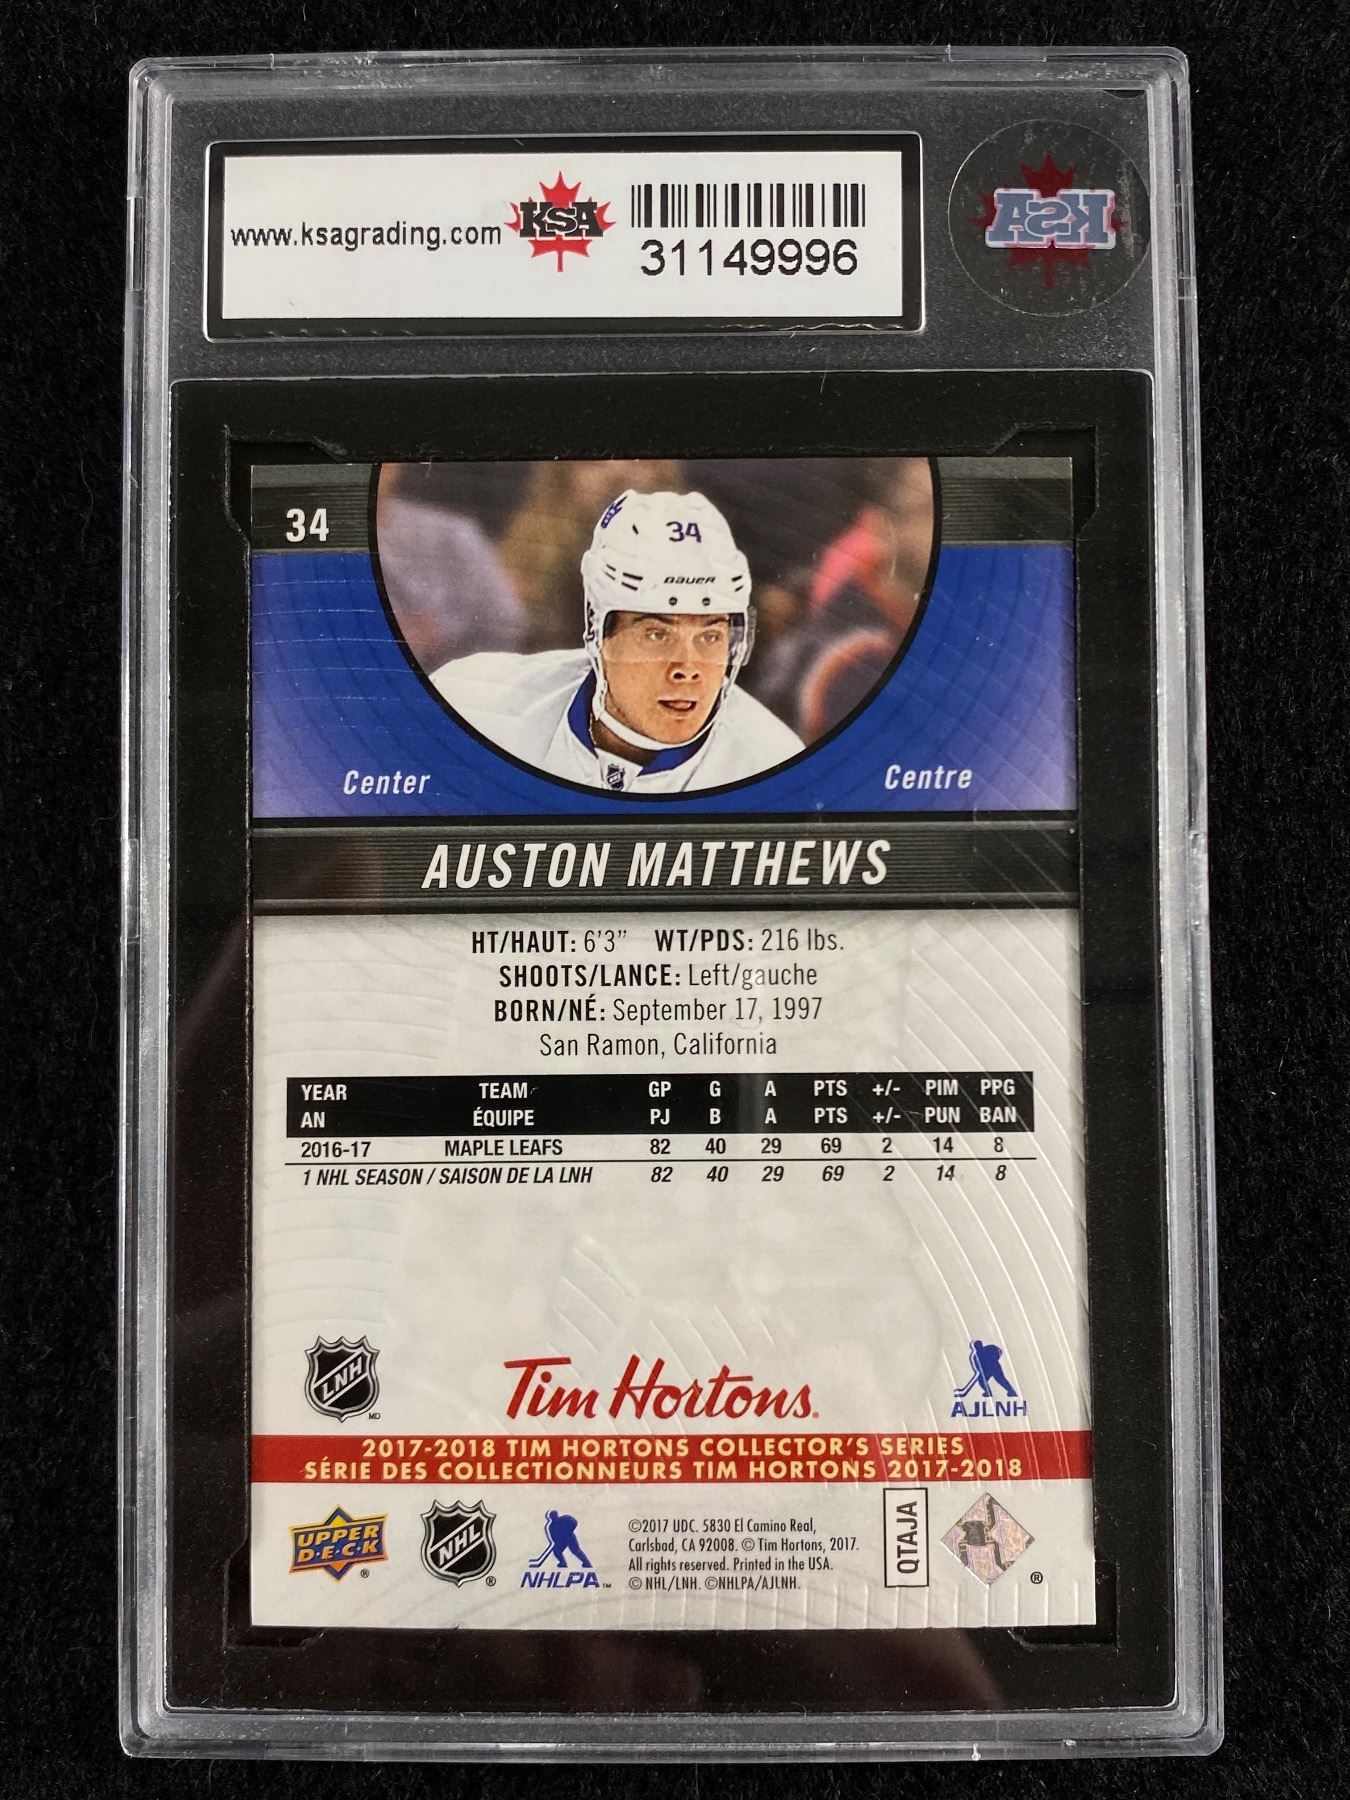 www.ksagrading.com KSA 31149996
KSA
34
34
BAUER
Center Centre
AUSTON MATTHEWS
HT/HAUT: 6'3" WT/PDS: 216 lbs.
SHOOTS/LANCE: Left/gauche
BORN/NÉ: September 17, 1997
San Ramon, California
YEAR TEAM GP G A PTS +/- PIM PPG
AN ÉQUIPE PJ B A PTS +/- PUN BAN
2016-17 MAPLE LEAFS 82 40 29 69 2 14 8
1 NHL SEASON / SAISON DE LA LNH 82 40 29 69 2 14 8
LNH MD Tim Hortons. AJLNH
2017-2018 TIM HORTONS COLLECTOR'S SERIES
SÉRIE DES COLLECTIONNEURS TIM HORTONS 2017-2018
UPPER DECK ® NHL ® NHLPA™
©2017 UDC. 5830 El Camino Real,
Carlsbad, CA 92008. © Tim Hortons, 2017.
All rights reserved. Printed in the USA.
© NHL/LNH. ©NHLPA/AJLNH.
QTAJA
®